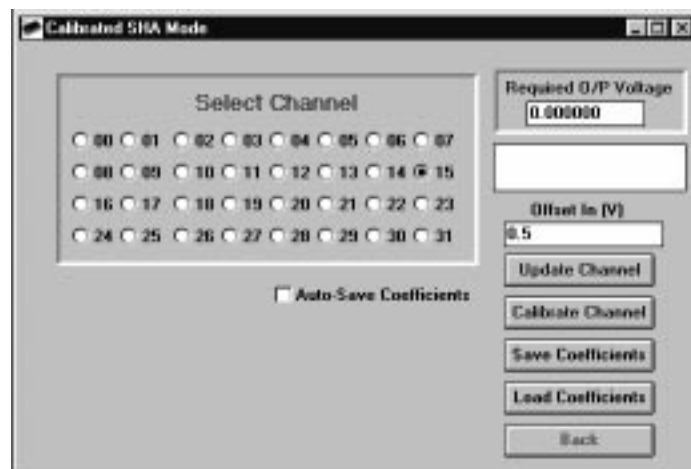 Calibrated SHA Mode
Select Channel
00 01 02 03 04 05 06 07
08 09 10 11 12 13 14 15
16 17 18 19 20 21 22 23
24 25 26 27 28 29 30 31
Auto-Save Coefficients
Required O/P Voltage
0.000000
Offset In (V)
0.5
Update Channel
Calibrate Channel
Save Coefficients
Load Coefficients
Back